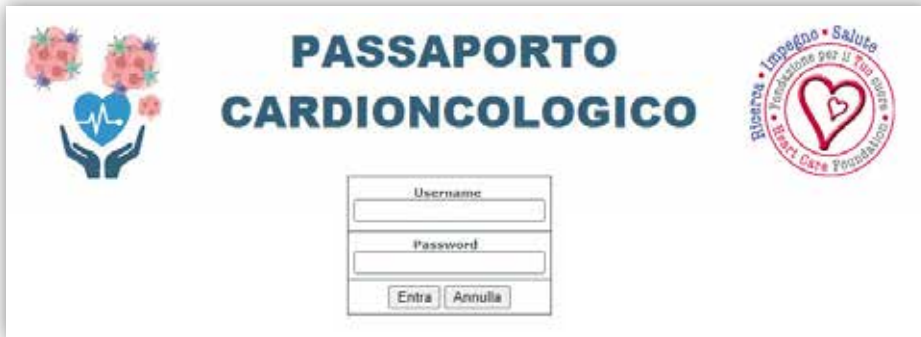 PASSAPORTO
CARDIONCOLOGICO
Ricerca • Impegno • Salute
Fondazione per il Tuo cuore
Heart Care Foundation
Username
Password
Entra Annulla